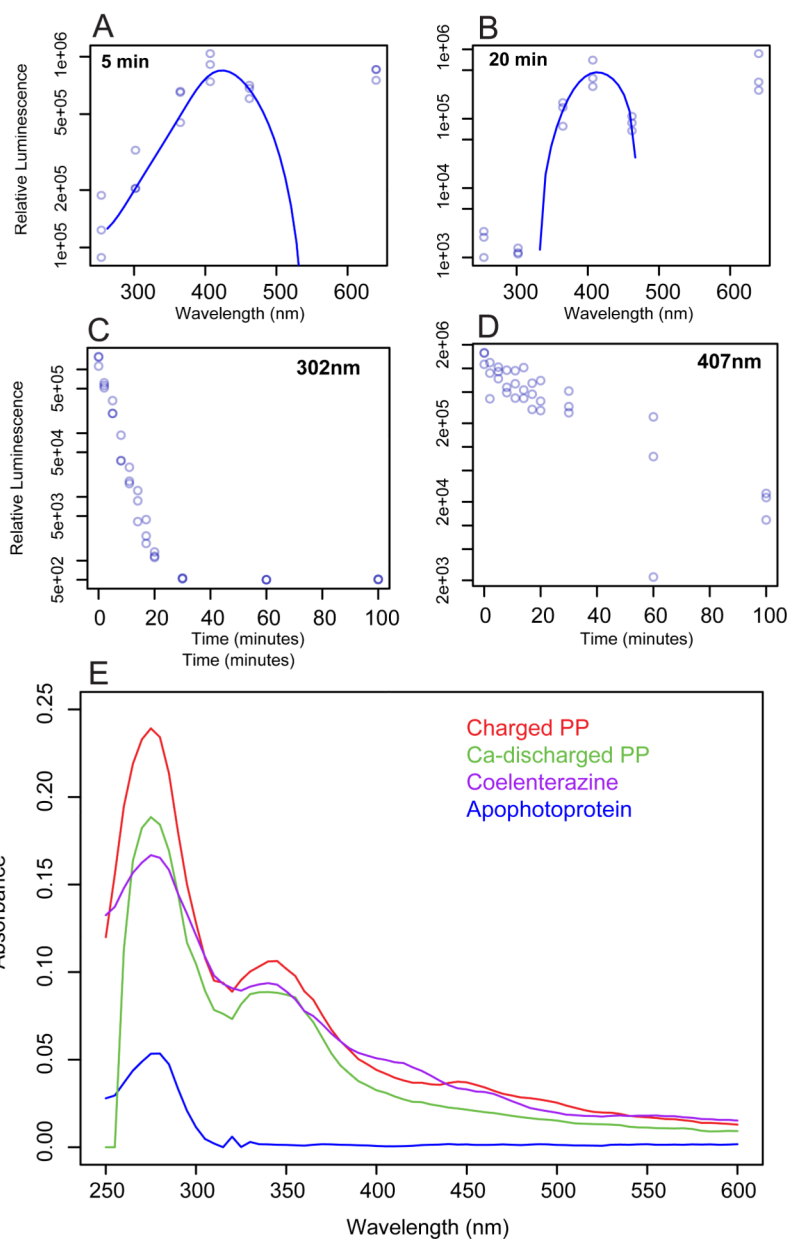 A
B
5 min
20 min
Relative Luminescence
1e+06
5e+05
2e+05
1e+05
1e+06
1e+05
1e+04
1e+03
300 400 500 600
300 400 500 600
Wavelength (nm)
Wavelength (nm)
C
D
302nm
407nm
Relative Luminescence
5e+05
5e+04
5e+03
5e+02
2e+06
2e+05
2e+04
2e+03
0 20 40 60 80 100
0 20 40 60 80 100
Time (minutes)
Time (minutes)
Time (minutes)
E
Charged PP
Ca-discharged PP
Coelenterazine
Apophotoprotein
0.25
0.20
0.15
0.10
0.05
0.00
250 300 350 400 450 500 550 600
Wavelength (nm)